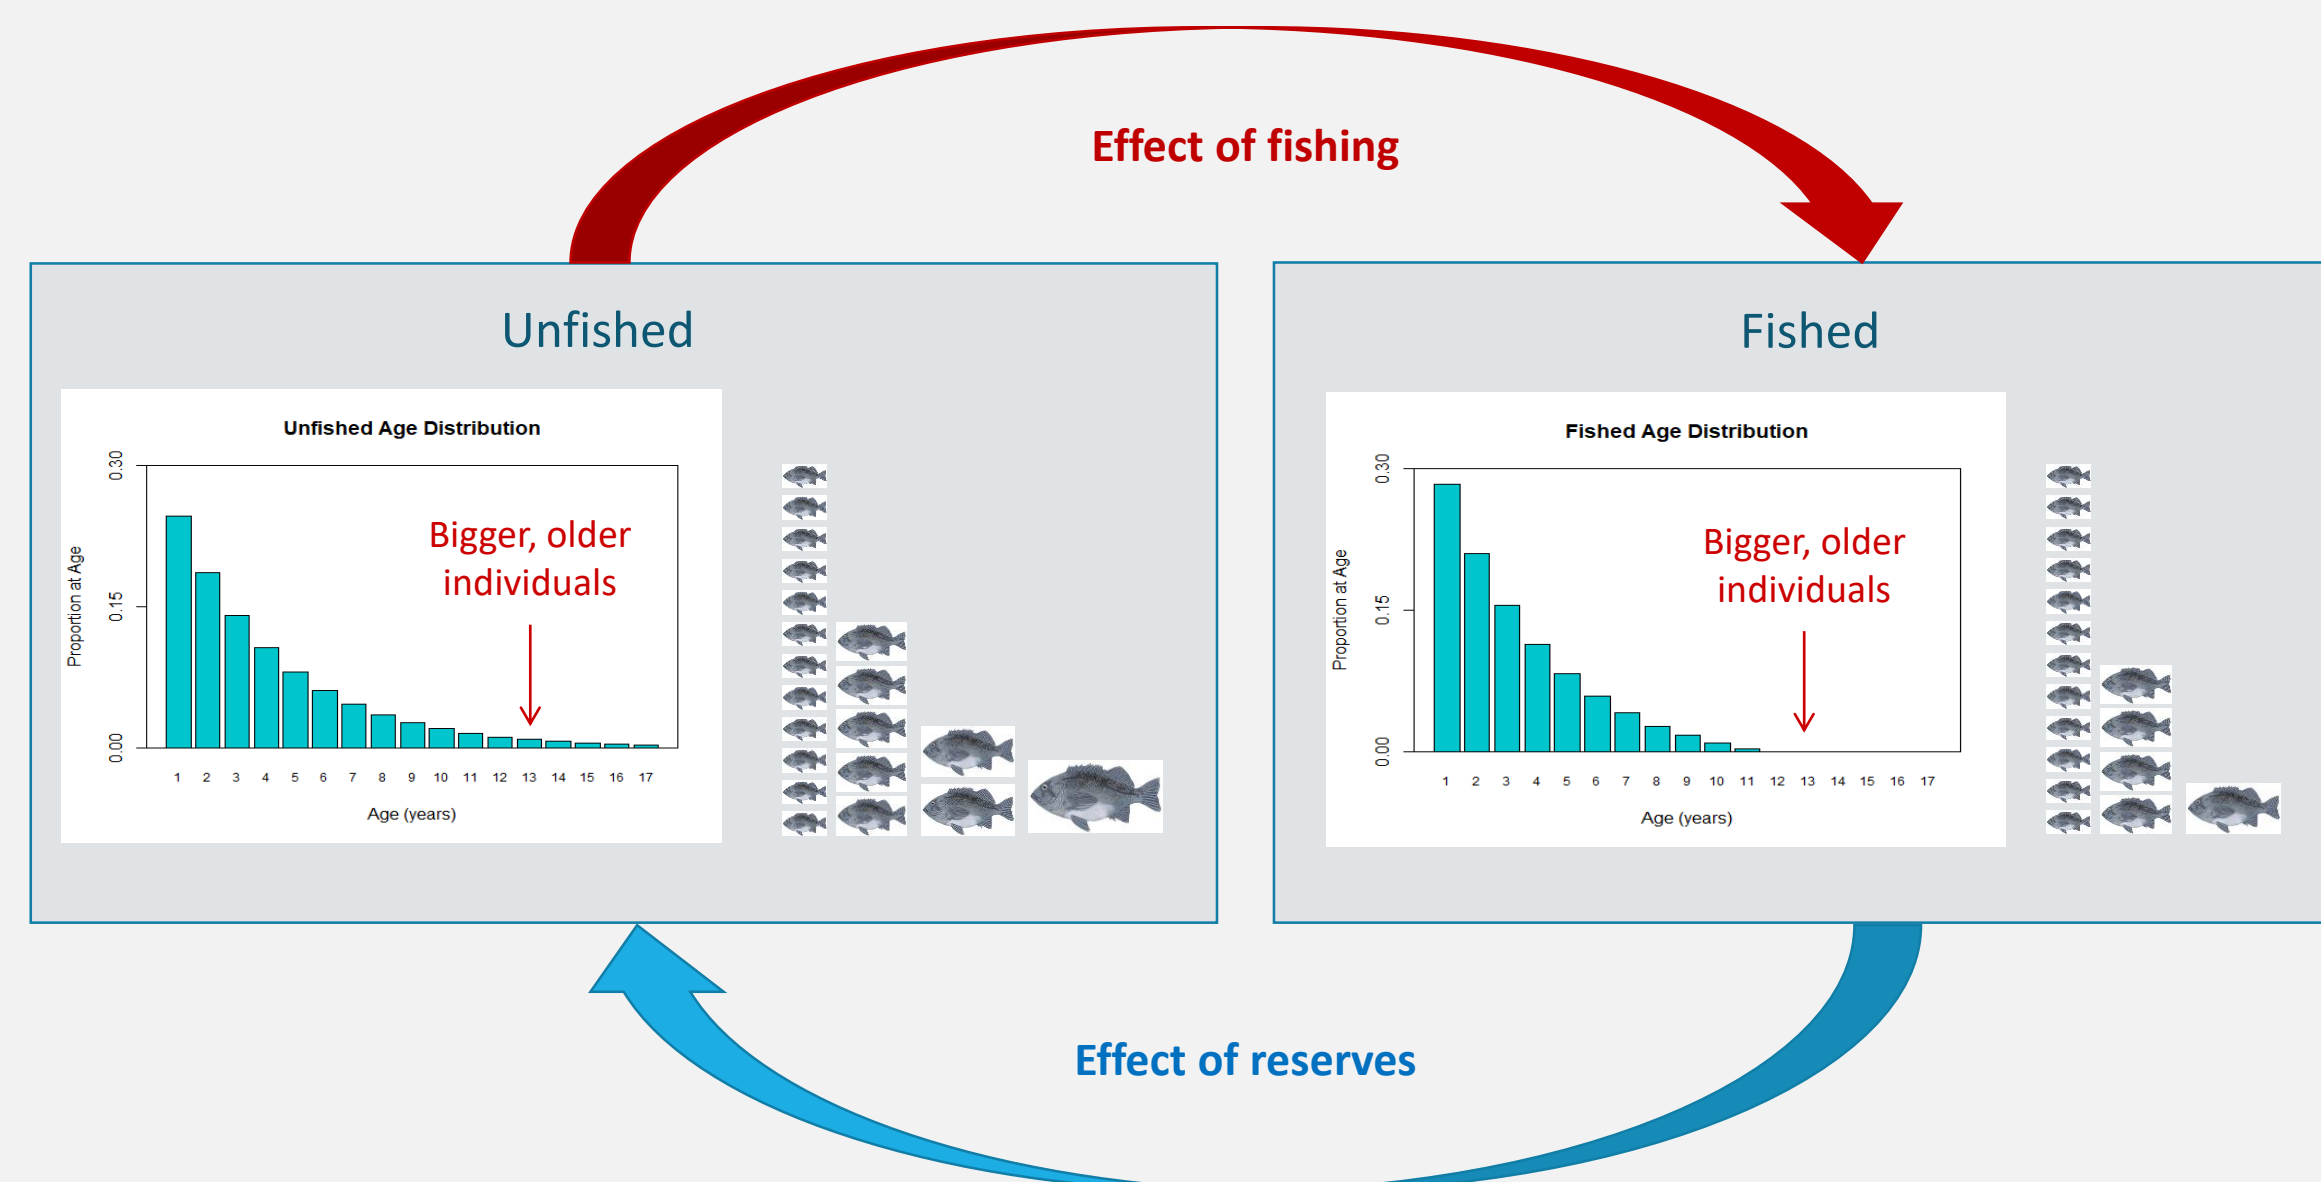 Effect of fishing
Unfished
Unfished Age Distribution
0.30
0.15
0.00
Proportion at Age
Bigger, older
individuals
1 2 3 4 5 6 7 8 9 10 11 12 13 14 15 16 17
Age (years)
Fished
Fished Age Distribution
0.30
0.15
0.00
Proportion at Age
Bigger, older
individuals
1 2 3 4 5 6 7 8 9 10 11 12 13 14 15 16 17
Age (years)
Effect of reserves